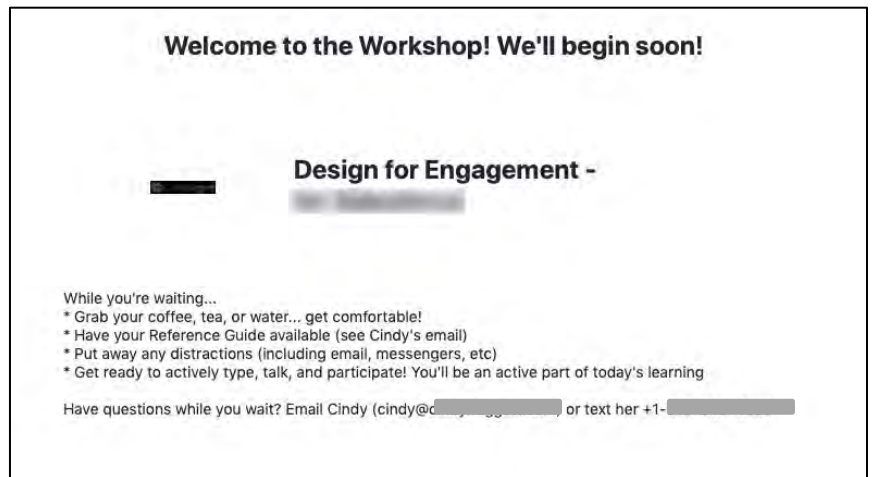 Welcome to the Workshop! We'll begin soon!
Design for Engagement -
While you're waiting...
* Grab your coffee, tea, or water... get comfortable!
* Have your Reference Guide available (see Cindy's email)
* Put away any distractions (including email, messengers, etc)
* Get ready to actively type, talk, and participate! You'll be an active part of today's learning
Have questions while you wait? Email Cindy (cindy@ or text her +1-